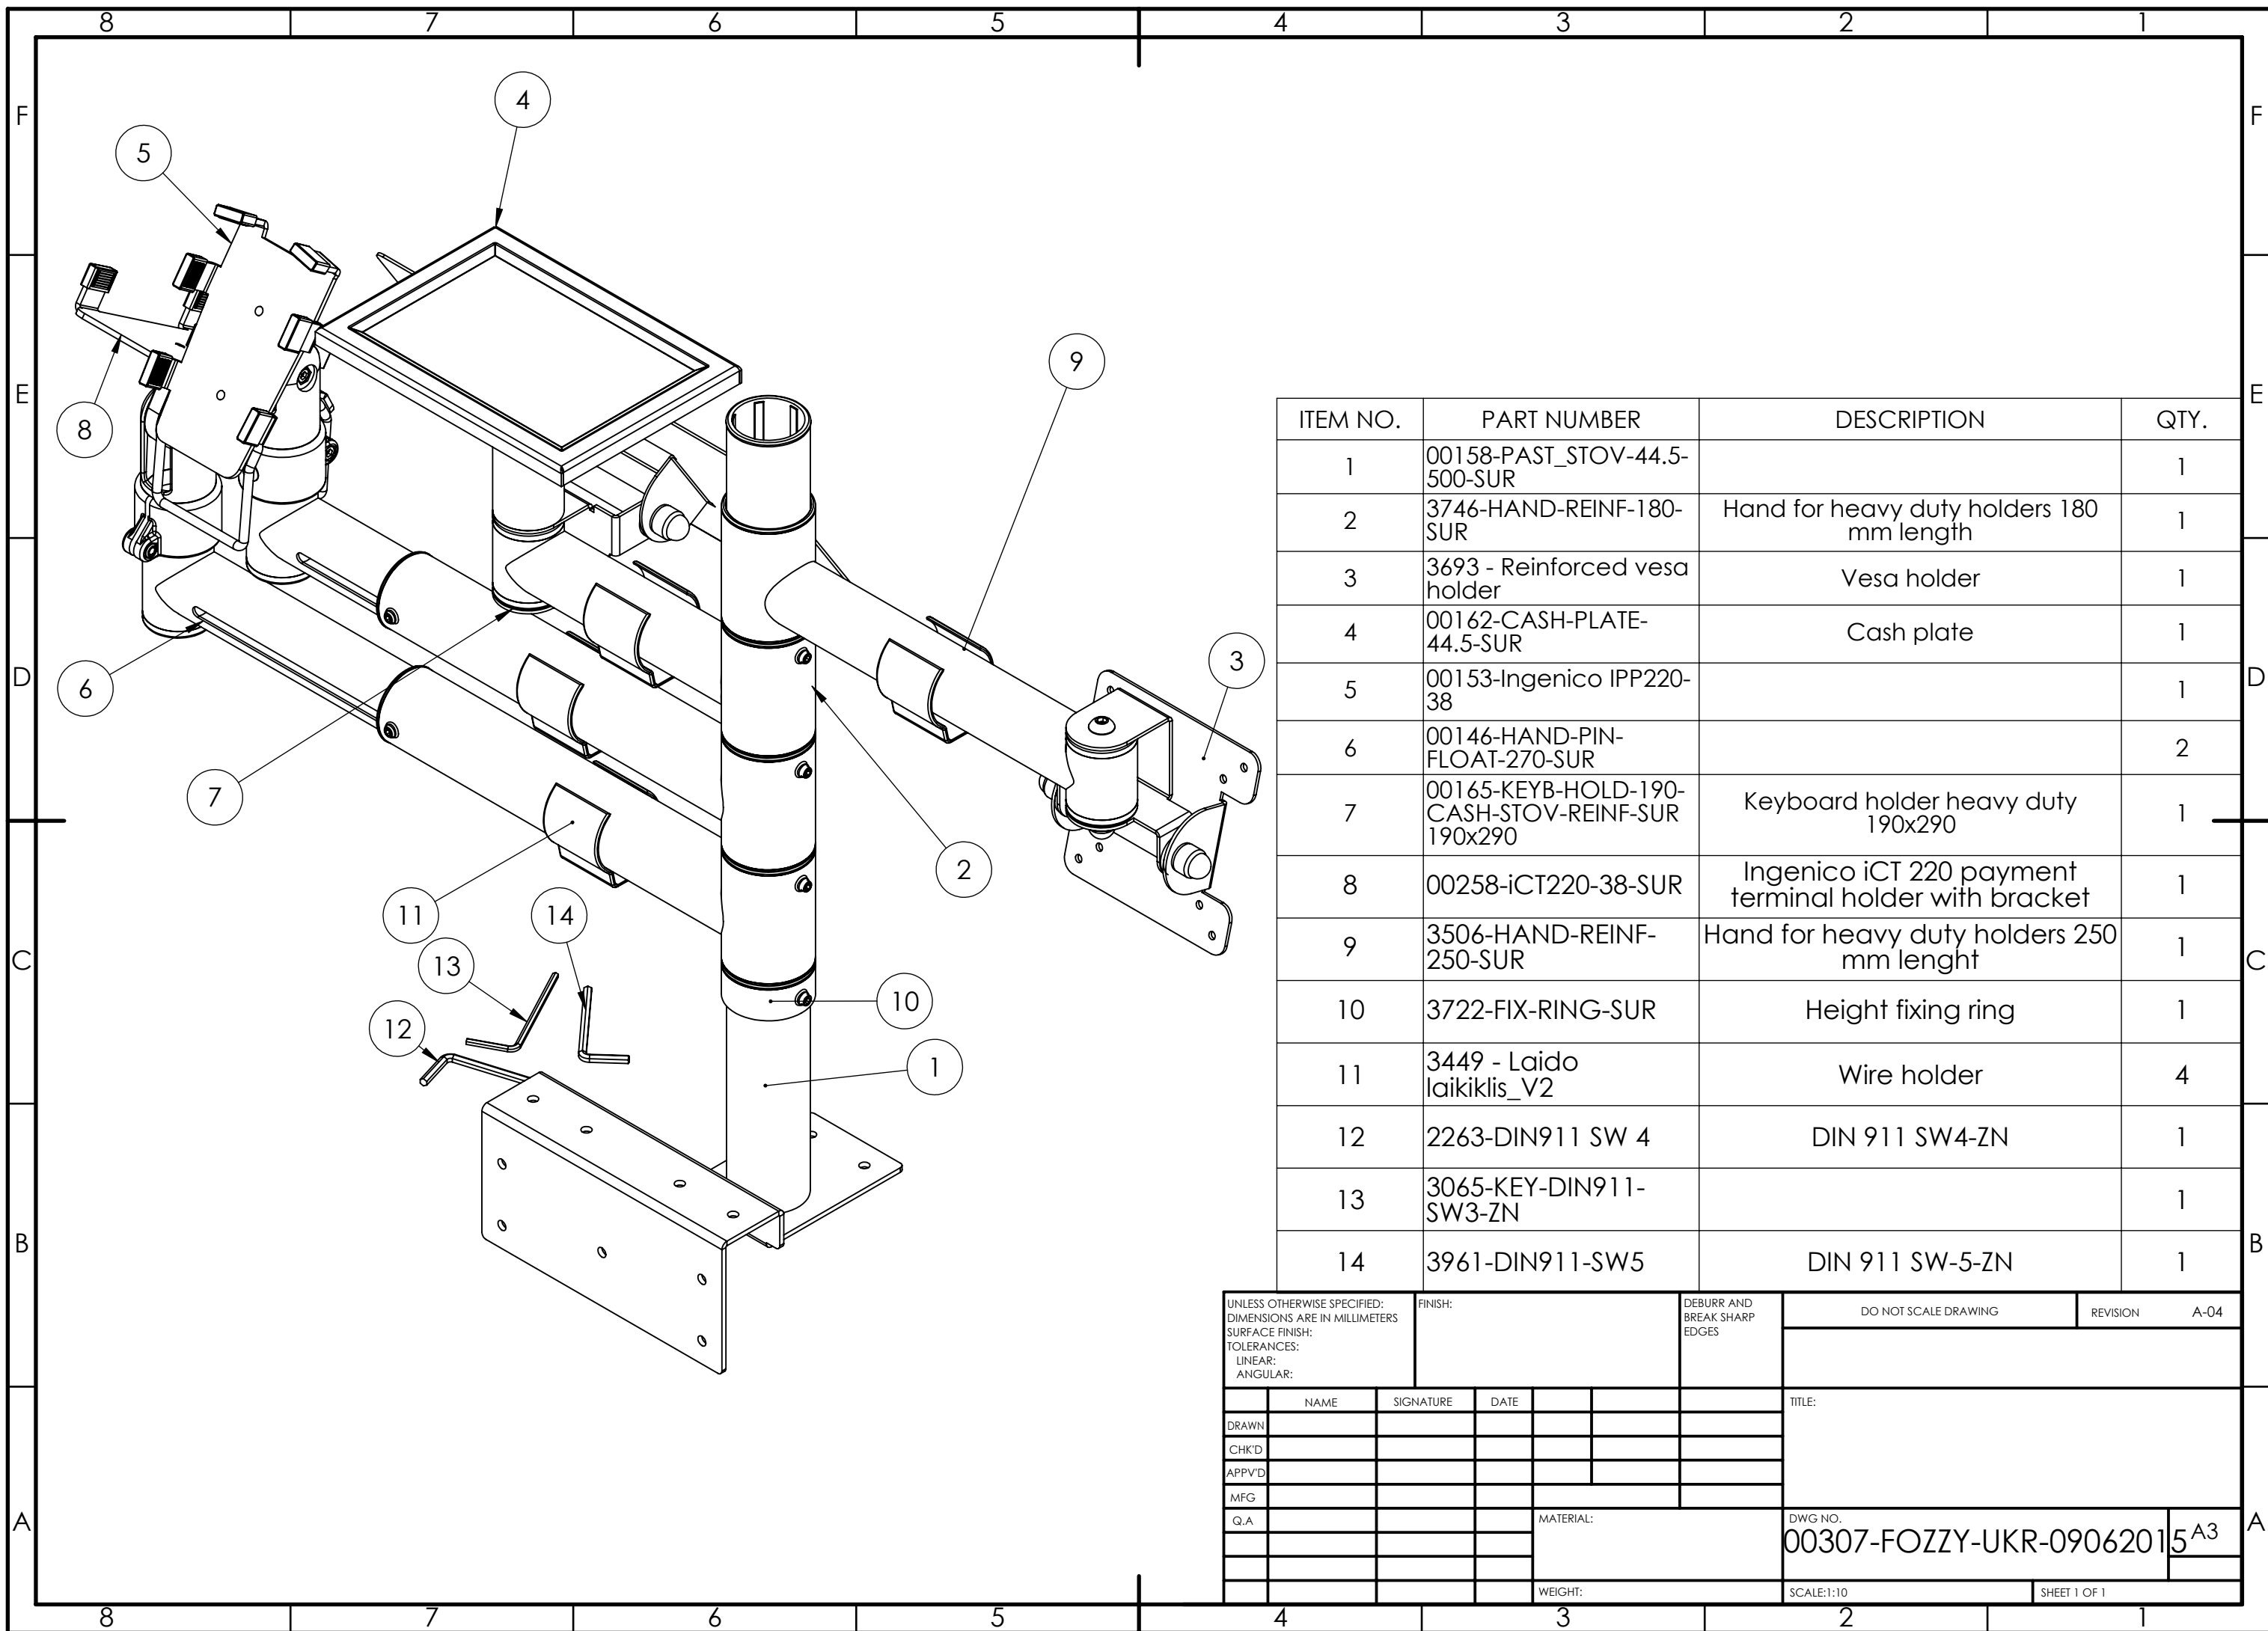 8 7 6 5 4 3 2 1
F F
E E
D D
C C
B B
A A
4
5
9
8
3
6
7
2
11
14
13
10
12
1
ITEM NO. PART NUMBER DESCRIPTION QTY.
1 00158-PAST_STOV-44.5- 1
500-SUR
2 3746-HAND-REINF-180- Hand for heavy duty holders 180 1
SUR mm length
3 3693 - Reinforced vesa Vesa holder 1
holder
4 00162-CASH-PLATE- Cash plate 1
44.5-SUR
5 00153-Ingenico IPP220- 1
38
6 00146-HAND-PIN- 2
FLOAT-270-SUR
7 00165-KEYB-HOLD-190- Keyboard holder heavy duty 1
CASH-STOV-REINF-SUR 190x290
190x290
8 00258-iCT220-38-SUR Ingenico iCT 220 payment 1
terminal holder with bracket
9 3506-HAND-REINF- Hand for heavy duty holders 250 1
250-SUR mm lenght
10 3722-FIX-RING-SUR Height fixing ring 1
11 3449 - Laido Wire holder 4
laikiklis_V2
12 2263-DIN911 SW 4 DIN 911 SW4-ZN 1
13 3065-KEY-DIN911- 1
SW3-ZN
14 3961-DIN911-SW5 DIN 911 SW-5-ZN 1
UNLESS OTHERWISE SPECIFIED:
DIMENSIONS ARE IN MILLIMETERS
SURFACE FINISH:
TOLERANCES:
LINEAR:
ANGULAR:
FINISH:
DEBURR AND
BREAK SHARP
EDGES
DO NOT SCALE DRAWING
REVISION A-04
NAME SIGNATURE DATE
DRAWN
CHK'D
APPV'D
MFG
Q.A
TITLE:
MATERIAL:
DWG NO.
00307-FOZZY-UKR-09062015
A3
WEIGHT:
SCALE:1:10
SHEET 1 OF 1
8 7 6 5 4 3 2 1